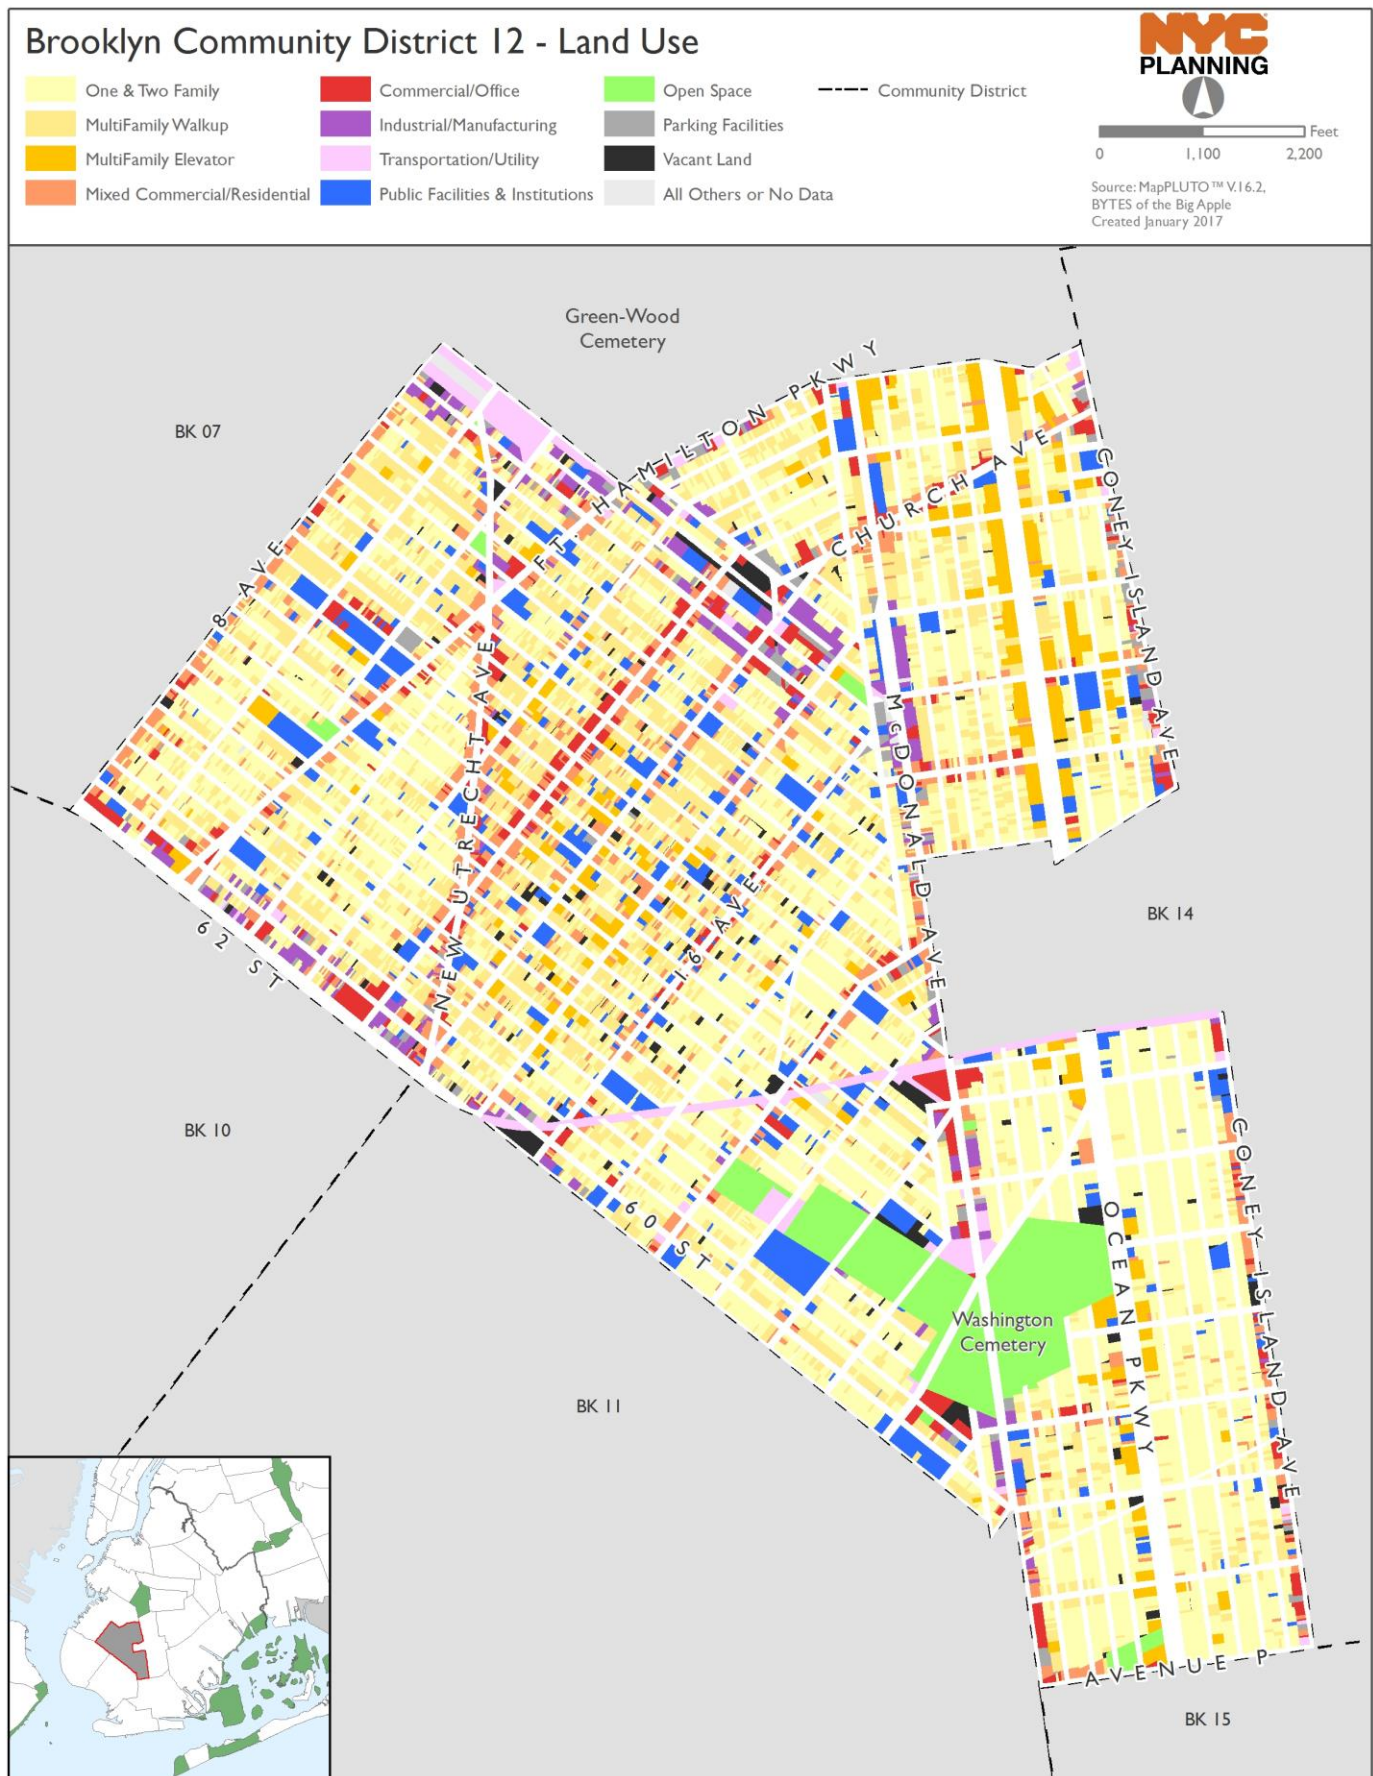 Brooklyn Community District 12 - Land Use
One & Two Family
MultiFamily Walkup
MultiFamily Elevator
Mixed Commercial/Residential
Commercial/Office
Industrial/Manufacturing
Transportation/Utility
Public Facilities & Institutions
Open Space
Parking Facilities
Vacant Land
All Others or No Data
Community District
NYC
PLANNING
Feet
0 1,100 2,200
Source: MapPLUTO™ V.16.2,
BYTES of the Big Apple
Created January 2017
Green-Wood
Cemetery
BK 07
FT HAMILTON PKWY
CHURCH AVE
CONEY ISLAND AVE
8 AVE
NEW UTRECHT AVE
McDONALD AVE
16 AVE
62 ST
BK 14
BK 10
60 ST
CONEY ISLAND AVE
OCEAN PKWY
Washington
Cemetery
BK 11
AVENUE P
BK 15